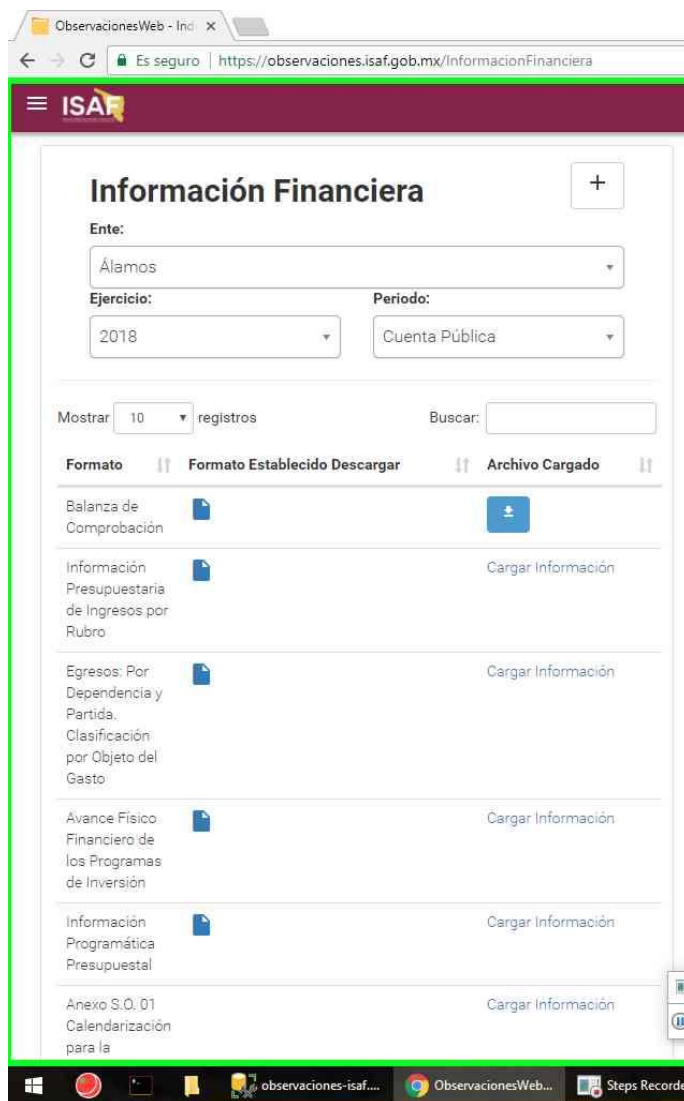 ObservacionesWeb - Ind
Es seguro | https://observaciones.isaf.gob.mx/InformacionFinanciera
ISAF
Información Financiera
+
Ente:
Álamos
Ejercicio:
Periodo:
2018
Cuenta Pública
Mostrar 10 registros
Buscar:
Formato
Formato Establecido Descargar
Archivo Cargado
Balanza de
Comprobación
Información
Presupuestaria
de Ingresos por
Rubro
Cargar Información
Egresos: Por
Dependencia y
Partida.
Clasificación
por Objeto del
Gasto
Cargar Información
Avance Físico
Financiero de
los Programas
de Inversión
Cargar Información
Información
Programática
Presupuestal
Cargar Información
Anexo S.O. 01
Calendarización
para la
Cargar Información
observaciones-isaf....
ObservacionesWeb...
Steps Recorde